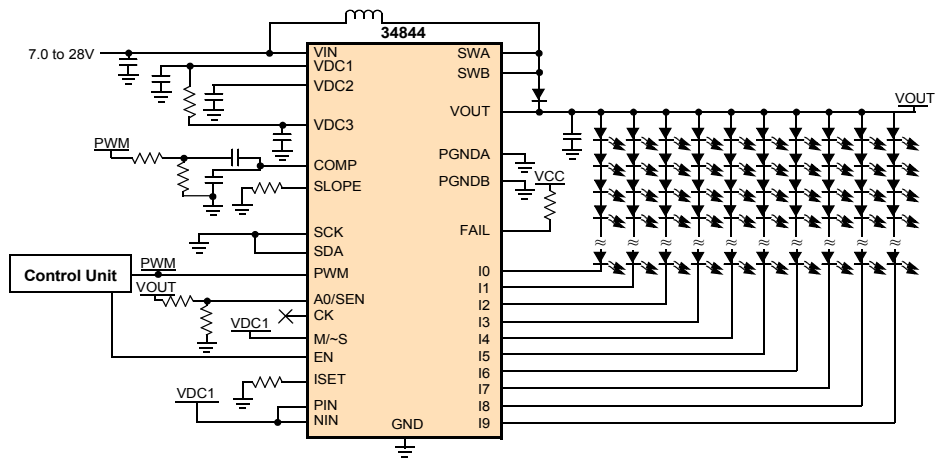 34844
7.0 to 28V
VIN
VDC1
VDC2
VDC3
PWM
COMP
SLOPE
SCK
SDA
Control Unit
PWM
PWM
VOUT
A0/SEN
CK
VDC1
M/~S
EN
ISET
VDC1
PIN
NIN
GND
SWA
SWB
VOUT
VOUT
PGNDA
PGNDB
VCC
FAIL
I0
I1
I2
I3
I4
I5
I6
I7
I8
I9